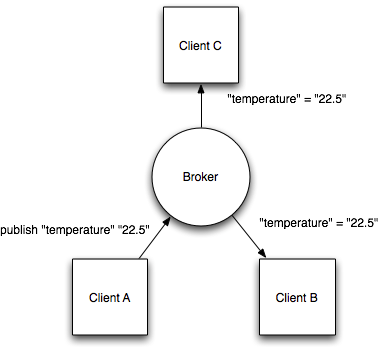 Client C
"temperature" = "22.5"
Broker
publish "temperature" "22.5"
"temperature" = "22.5"
Client A
Client B